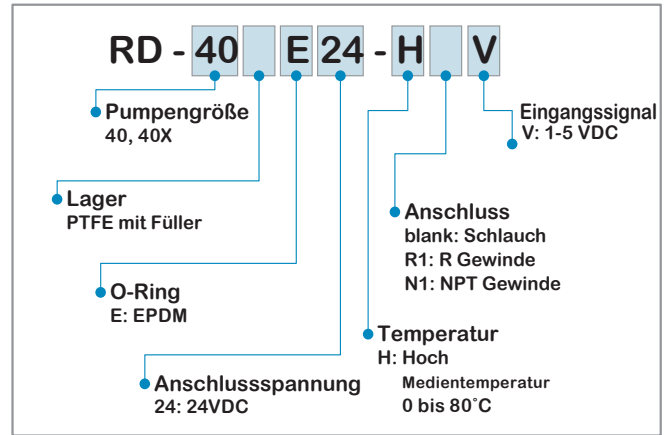 RD - 40 E 24 - H V
Pumpengröße
40, 40X
Eingangssignal
V: 1-5 VDC
Lager
PTFE mit Füller
Anschluss
blank: Schlauch
R1: R Gewinde
N1: NPT Gewinde
O-Ring
E: EPDM
Temperatur
H: Hoch
Medientemperatur
0 bis 80°C
Anschlussspannung
24: 24VDC